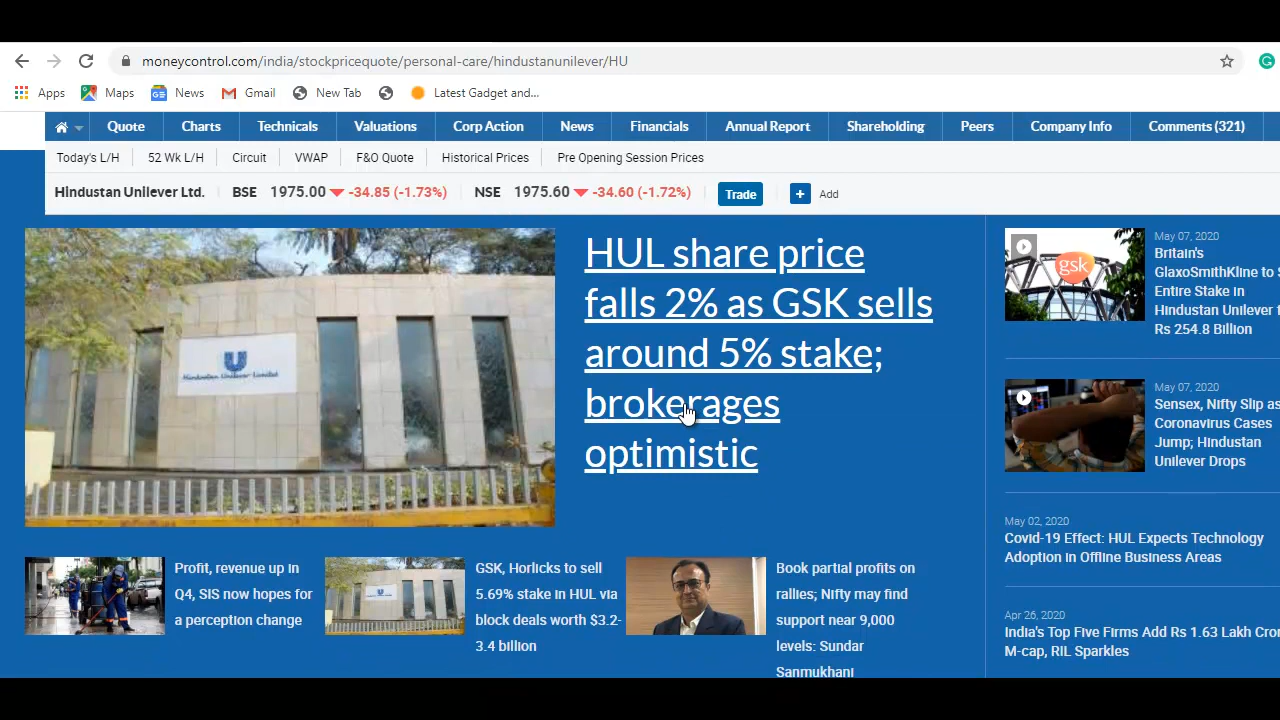 moneycontrol.com/india/stockpricequote/personal-care/hindustanunilever/HU
Apps Maps News Gmail New Tab Latest Gadget and...
Quote Charts Technicals Valuations Corp Action News Financials Annual Report Shareholding Peers Company Info Comments (321)
Today's L/H 52 Wk L/H Circuit VWAP F&O Quote Historical Prices Pre Opening Session Prices
Hindustan Unilever Ltd. BSE 1975.00 -34.85 (-1.73%) NSE 1975.60 -34.60 (-1.72%) Trade + Add
Hindustan Unilever Limited
HUL share price
falls 2% as GSK sells
around 5% stake;
brokerages
optimistic
gsk
May 07, 2020
Britain's
GlaxoSmithKline to S
Entire Stake in
Hindustan Unilever f
Rs 254.8 Billion
May 07, 2020
Sensex, Nifty Slip as
Coronavirus Cases
Jump; Hindustan
Unilever Drops
May 02, 2020
Covid-19 Effect: HUL Expects Technology
Adoption in Offline Business Areas
Apr 26, 2020
India's Top Five Firms Add Rs 1.63 Lakh Cror
M-cap, RIL Sparkles
Profit, revenue up in
Q4, SIS now hopes for
a perception change
GSK, Horlicks to sell
5.69% stake in HUL via
block deals worth $3.2-
3.4 billion
Book partial profits on
rallies; Nifty may find
support near 9,000
levels: Sundar
Sanmukhani